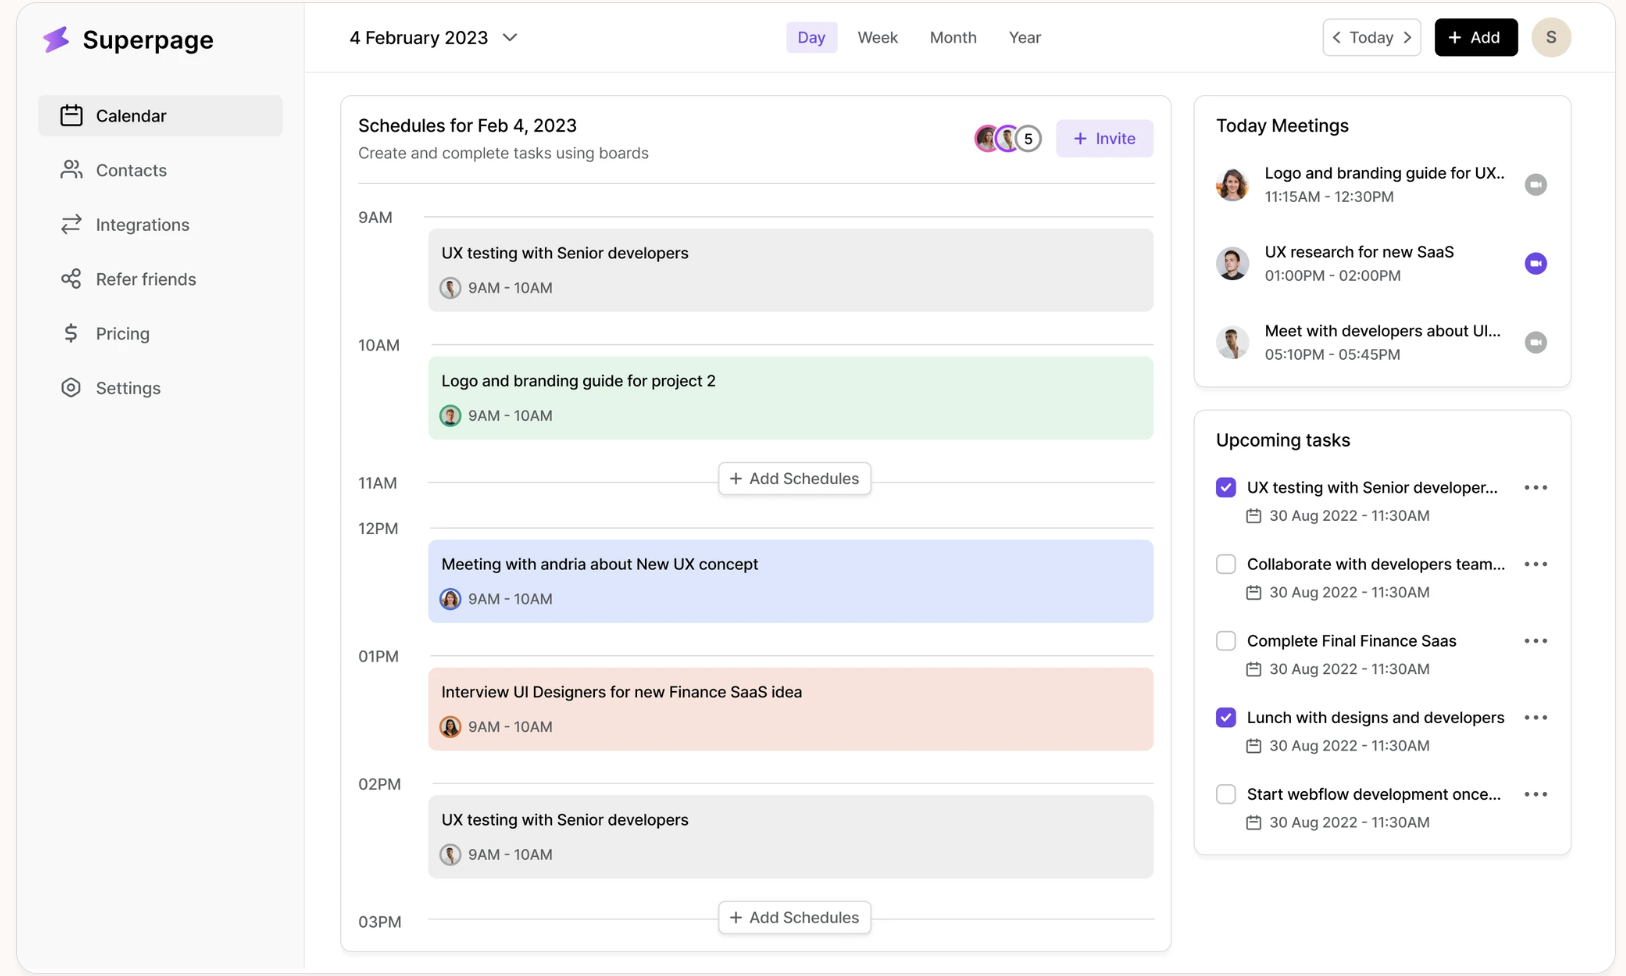 Superpage
Calendar
Contacts
Integrations
Refer friends
Pricing
Settings
4 February 2023
Day
Week
Month
Year
Today
+ Add
S
Schedules for Feb 4, 2023
Create and complete tasks using boards
5
+ Invite
9AM
UX testing with Senior developers
9AM - 10AM
10AM
Logo and branding guide for project 2
9AM - 10AM
11AM
+ Add Schedules
12PM
Meeting with andria about New UX concept
9AM - 10AM
01PM
Interview UI Designers for new Finance SaaS idea
9AM - 10AM
02PM
UX testing with Senior developers
9AM - 10AM
03PM
+ Add Schedules
Today Meetings
Logo and branding guide for UX..
11:15AM - 12:30PM
UX research for new SaaS
01:00PM - 02:00PM
Meet with developers about UI...
05:10PM - 05:45PM
Upcoming tasks
UX testing with Senior developer...
30 Aug 2022 - 11:30AM
Collaborate with developers team...
30 Aug 2022 - 11:30AM
Complete Final Finance Saas
30 Aug 2022 - 11:30AM
Lunch with designs and developers
30 Aug 2022 - 11:30AM
Start webflow development once...
30 Aug 2022 - 11:30AM